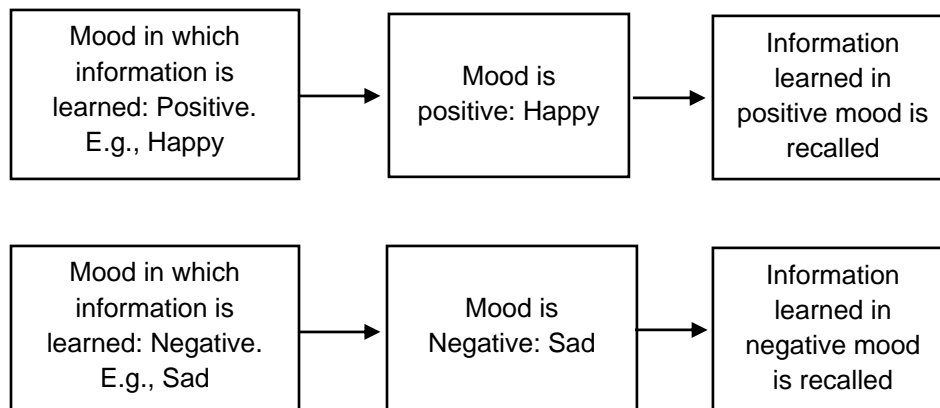 Mood in which
information is
learned: Positive.
E.g., Happy
Mood is
positive: Happy
Information
learned in
positive mood is
recalled
Mood in which
information is
learned: Negative.
E.g., Sad
Mood is
Negative: Sad
Information
learned in
negative mood
is recalled